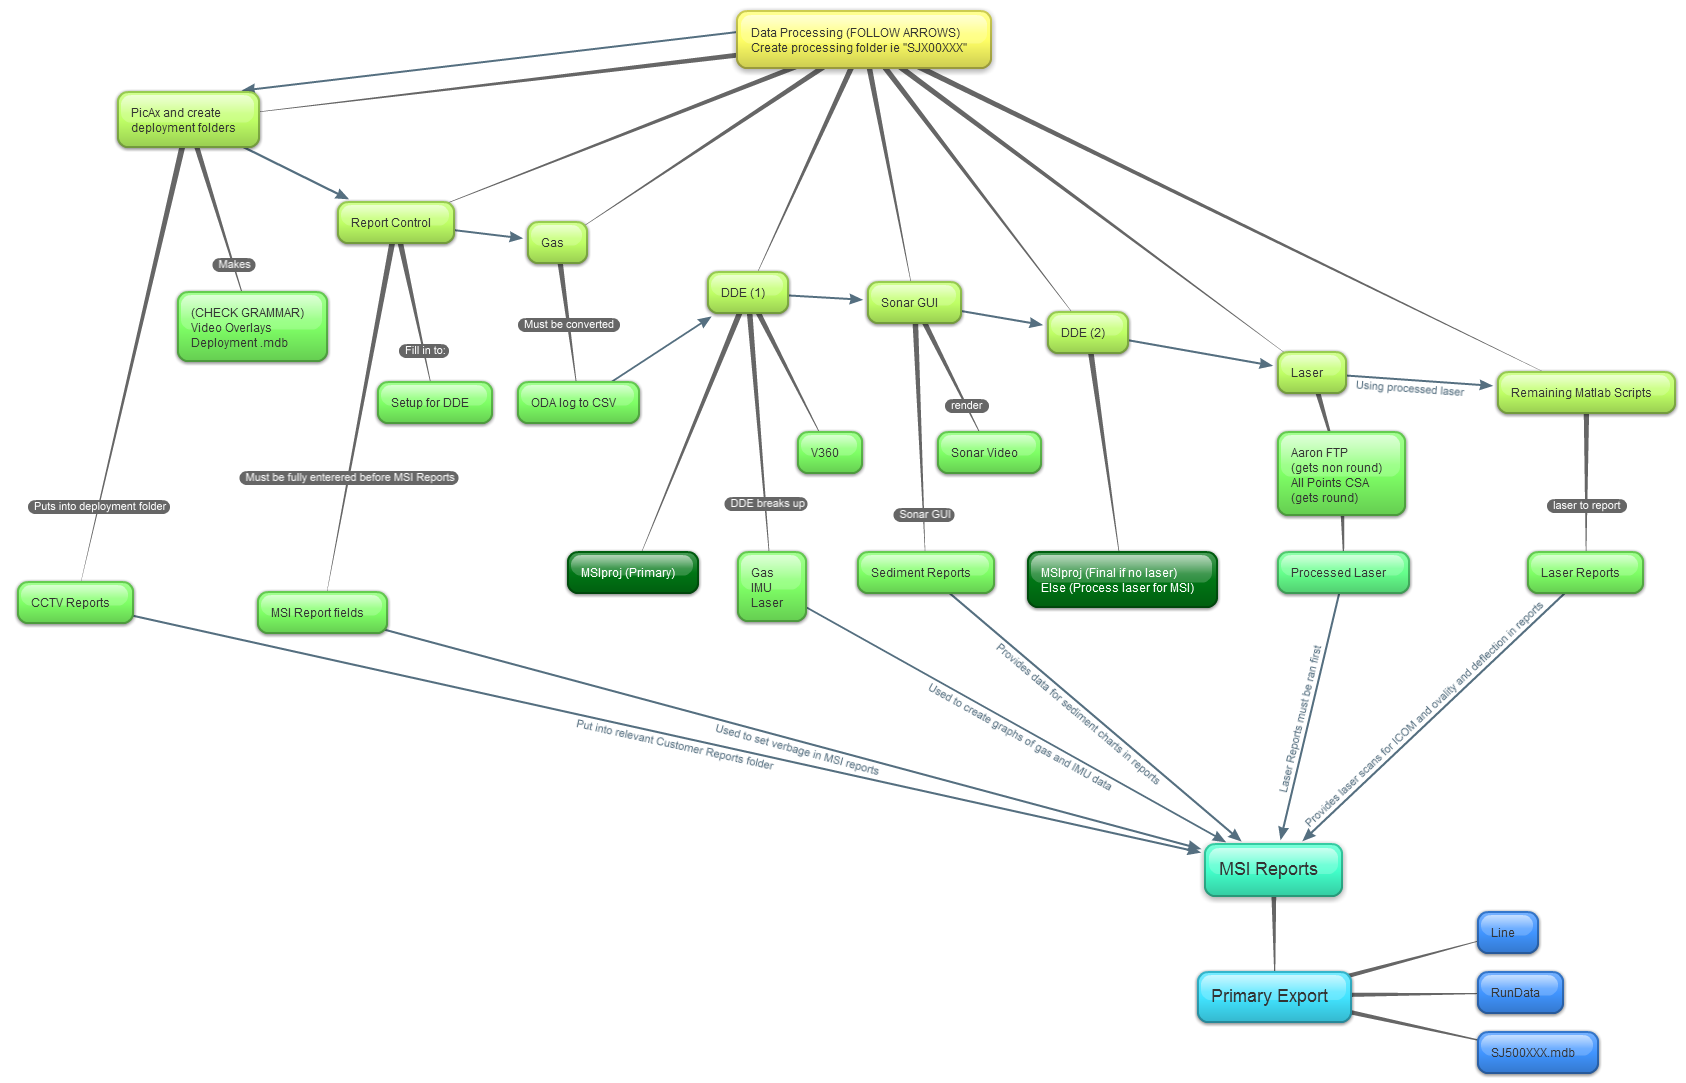 Data Processing (FOLLOW ARROWS)
Create processing folder ie "SJX00XXX"
PicAx and create
deployment folders
Report Control
Gas
Makes
(CHECK GRAMMAR)
Video Overlays
Deployment .mdb
DDE (1)
Sonar GUI
DDE (2)
Must be converted
Fill in to:
Laser
Using processed laser
Remaining Matlab Scripts
Setup for DDE
ODA log to CSV
render
V360
Sonar Video
Aaron FTP
(gets non round)
All Points CSA
(gets round)
Must be fully enterered before MSI Reports
Puts into deployment folder
DDE breaks up
Sonar GUI
laser to report
MSIproj (Primary)
Gas
IMU
Laser
Sediment Reports
MSIproj (Final if no laser)
Else (Process laser for MSI)
Processed Laser
Laser Reports
CCTV Reports
MSI Report fields
Provides data for sediment charts in reports
Used to create graphs of gas and IMU data
Laser Reports must be ran first
Provides laser scans for ICOM and ovality and deflection in reports
Used to set verbage in MSI reports
Put into relevant Customer Reports folder
MSI Reports
Line
Primary Export
RunData
SJ500XXX.mdb